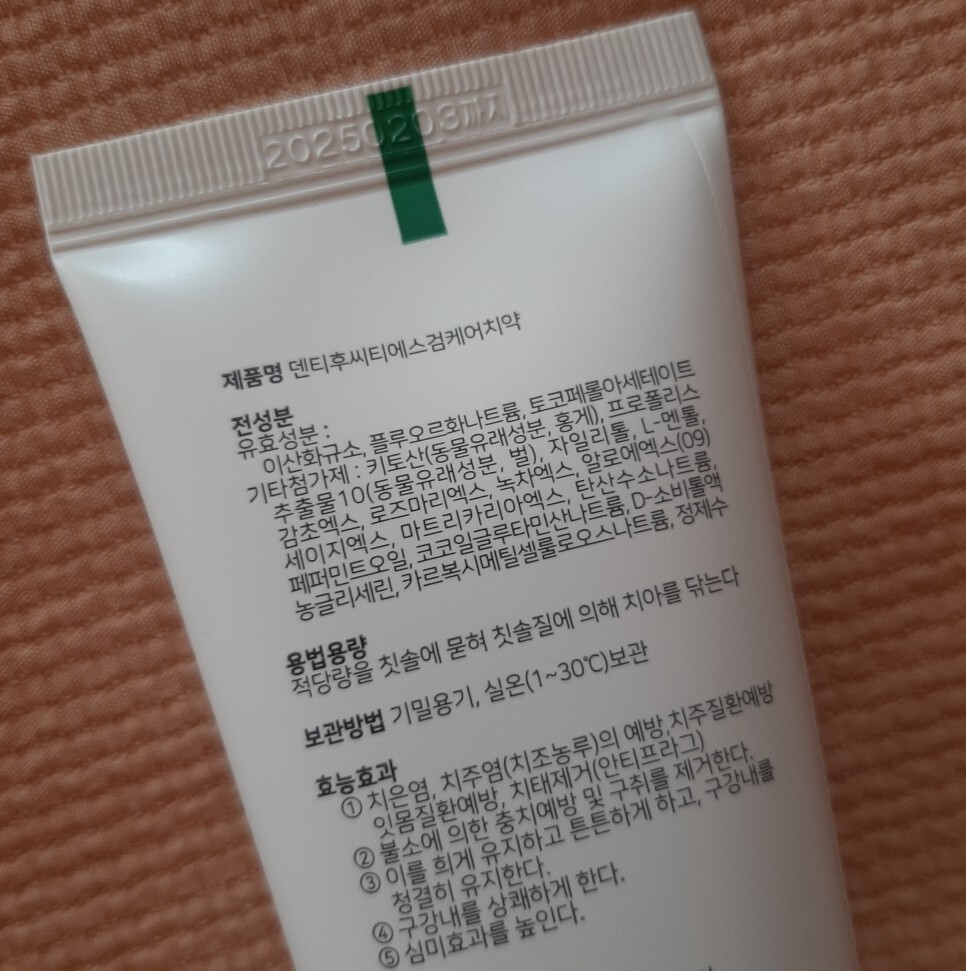 20250203까지
제품명 덴티후씨티에스검케어치약
전성분
유효성분 :
이산화규소, 플루오르화나트륨, 토코페롤아세테이트
기타첨가제 : 키토산(동물유래성분, 홍게), 프로폴리스
추출물10(동물유래성분, 벌), 자일리톨, L-멘톨,
감초엑스, 로즈마리엑스, 녹차엑스, 알로에엑스(09)
세이지엑스, 마트리카리아엑스, 탄산수소나트륨,
페퍼민트오일, 코코일글루타민산나트륨, D-소비톨액
농글리세린, 카르복시메틸셀룰로오스나트륨, 정제수
용법용량
적당량을 칫솔에 묻혀 칫솔질에 의해 치아를 닦는다
보관방법 기밀용기, 실온(1~30℃)보관
효능효과
① 치은염, 치주염(치조농루)의 예방,치주질환예방
잇몸질환예방, 치태제거(안티프라그)
② 불소에 의한 충치예방 및 구취를 제거한다.
③ 이를 희게 유지하고 튼튼하게 하고, 구강내를
청결히 유지한다.
④ 구강내를 상쾌하게 한다.
⑤ 심미효과를 높인다.